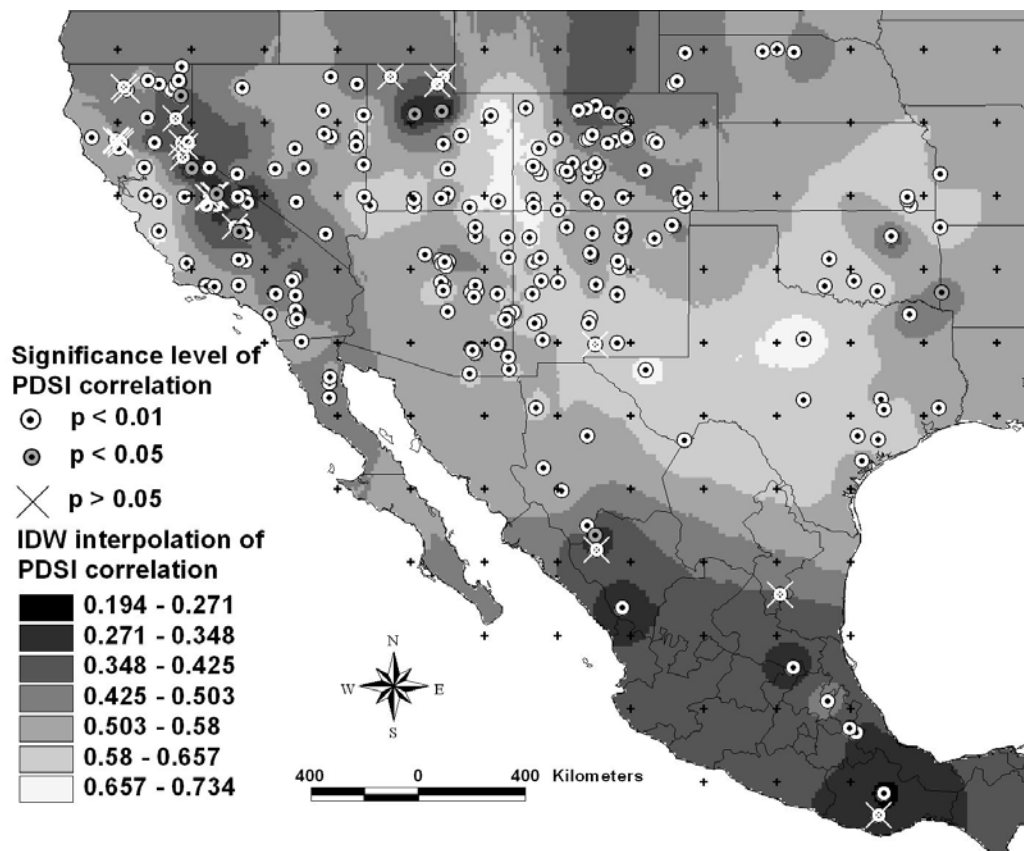 Significance level of
PDSI correlation
p < 0.01
p < 0.05
p > 0.05
IDW interpolation of
PDSI correlation
0.194 - 0.271
0.271 - 0.348
0.348 - 0.425
0.425 - 0.503
0.503 - 0.58
0.58 - 0.657
0.657 - 0.734
N
W E
S
400 0 400 Kilometers